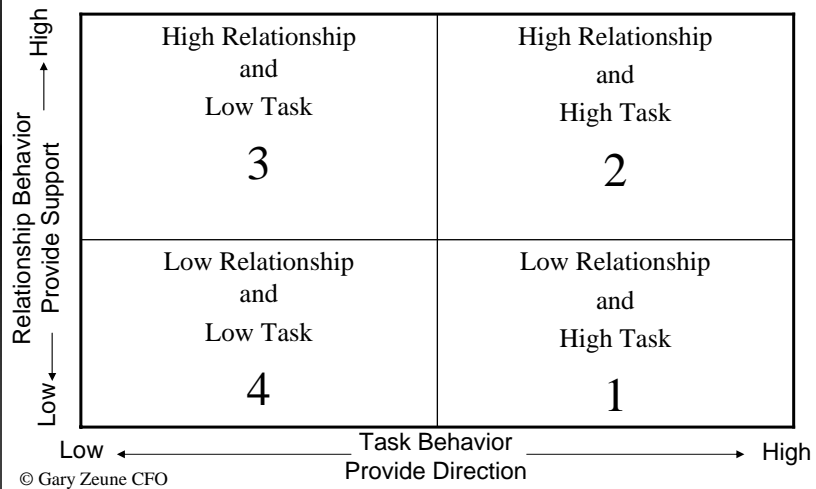 High
Relationship Behavior
Provide Support
Low
High Relationship
and
Low Task
3
High Relationship
and
High Task
2
Low Relationship
and
Low Task
4
Low Relationship
and
High Task
1
Low
Task Behavior
Provide Direction
High
© Gary Zeune CFO